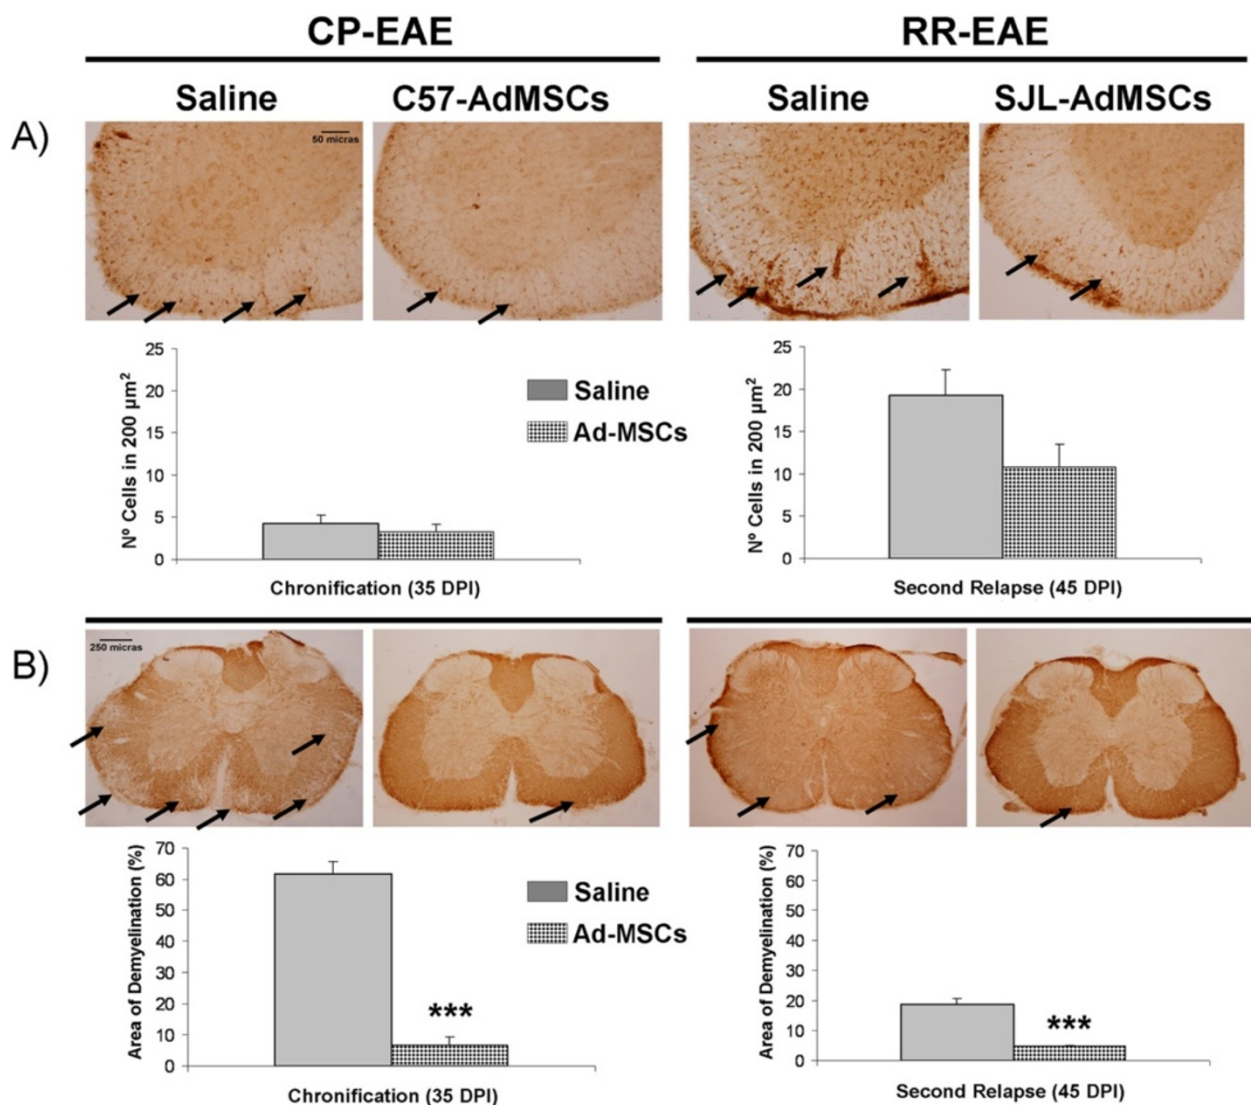 CP-EAE RR-EAE
Saline C57-AdMSCs Saline SJL-AdMSCs
A)
50 micras
25
20
15
10
5
0
Nº Cells in 200 µm²
Saline
Ad-MSCs
Chronification (35 DPI)
25
20
15
10
5
0
Nº Cells in 200 µm²
Second Relapse (45 DPI)
B)
250 micras
70
60
50
40
30
20
10
0
Area of Demyelination (%)
***
Saline
Ad-MSCs
Chronification (35 DPI)
70
60
50
40
30
20
10
0
Area of Demyelination (%)
***
Second Relapse (45 DPI)